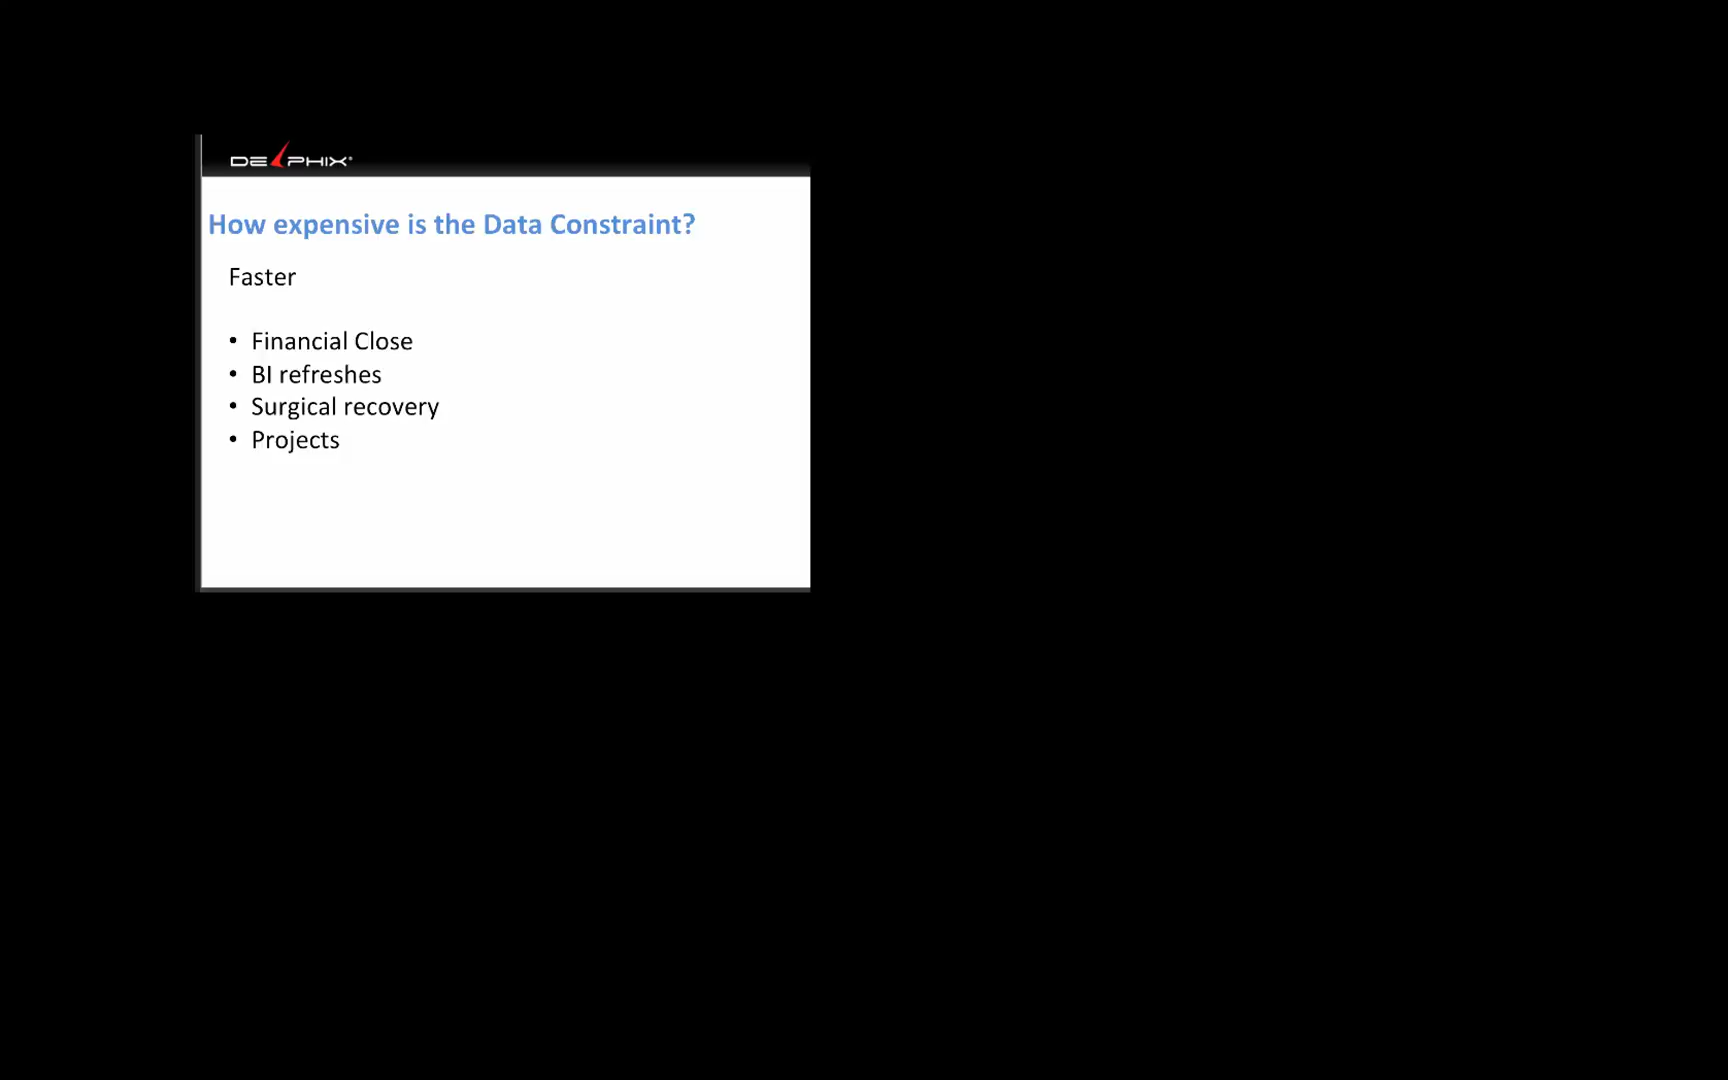 DELPHIX®
How expensive is the Data Constraint?
Faster
• Financial Close
• BI refreshes
• Surgical recovery
• Projects